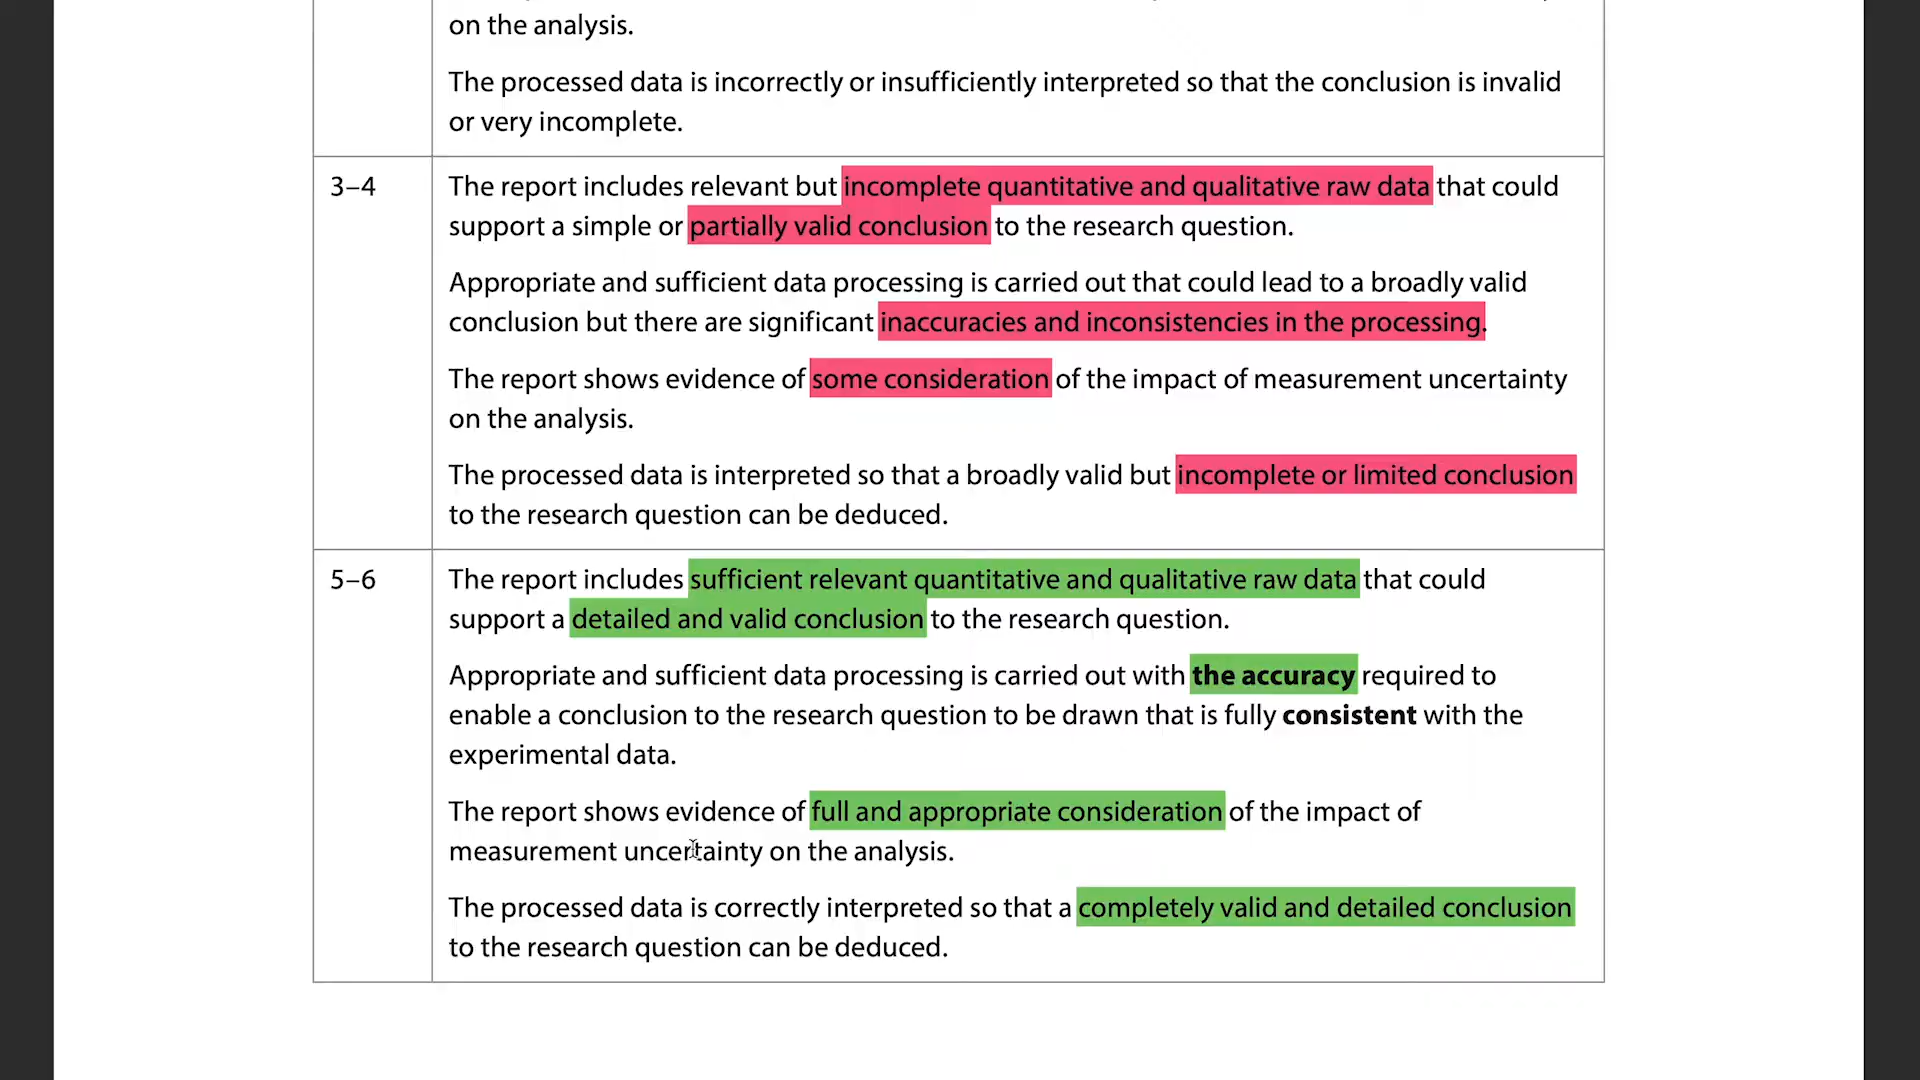 on the analysis.
The processed data is incorrectly or insufficiently interpreted so that the conclusion is invalid
or very incomplete.
3–4
The report includes relevant but incomplete quantitative and qualitative raw data that could
support a simple or partially valid conclusion to the research question.
Appropriate and sufficient data processing is carried out that could lead to a broadly valid
conclusion but there are significant inaccuracies and inconsistencies in the processing.
The report shows evidence of some consideration of the impact of measurement uncertainty
on the analysis.
The processed data is interpreted so that a broadly valid but incomplete or limited conclusion
to the research question can be deduced.
5–6
The report includes sufficient relevant quantitative and qualitative raw data that could
support a detailed and valid conclusion to the research question.
Appropriate and sufficient data processing is carried out with the accuracy required to
enable a conclusion to the research question to be drawn that is fully consistent with the
experimental data.
The report shows evidence of full and appropriate consideration of the impact of
measurement uncertainty on the analysis.
The processed data is correctly interpreted so that a completely valid and detailed conclusion
to the research question can be deduced.